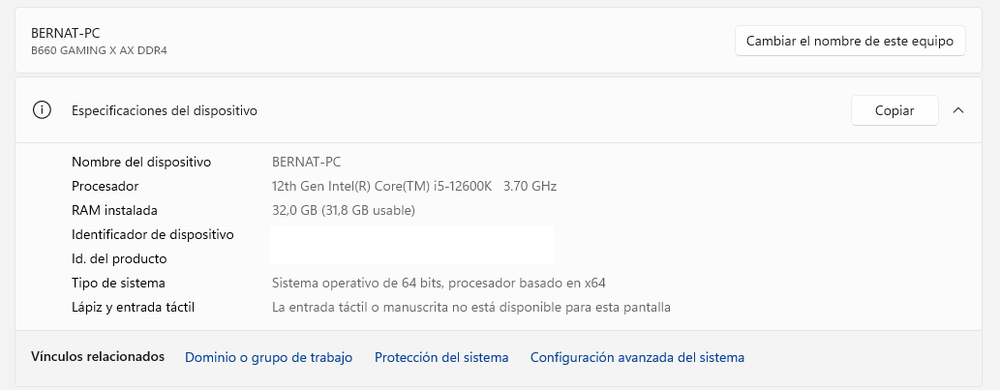 BERNAT-PC
B660 GAMING X AX DDR4
Cambiar el nombre de este equipo
Especificaciones del dispositivo
Copiar
Nombre del dispositivo BERNAT-PC
Procesador 12th Gen Intel(R) Core(TM) i5-12600K 3.70 GHz
RAM instalada 32,0 GB (31,8 GB usable)
Identificador de dispositivo
Id. del producto
Tipo de sistema Sistema operativo de 64 bits, procesador basado en x64
Lápiz y entrada táctil La entrada táctil o manuscrita no está disponible para esta pantalla
Vínculos relacionados Dominio o grupo de trabajo Protección del sistema Configuración avanzada del sistema